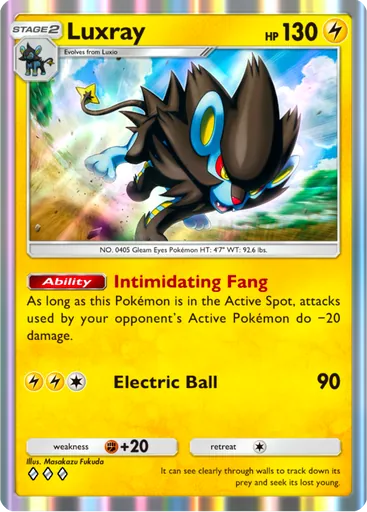 STAGE2 Luxray HP 130
Evolves from Luxio
NO. 0405 Gleam Eyes Pokémon HT: 4'7" WT: 92.6 lbs.
Ability Intimidating Fang
As long as this Pokémon is in the Active Spot, attacks
used by your opponent's Active Pokémon do −20
damage.
Electric Ball 90
weakness +20 retreat
Illus. Masakazu Fukuda
It can see clearly through walls to track down its
prey and seek its lost young.